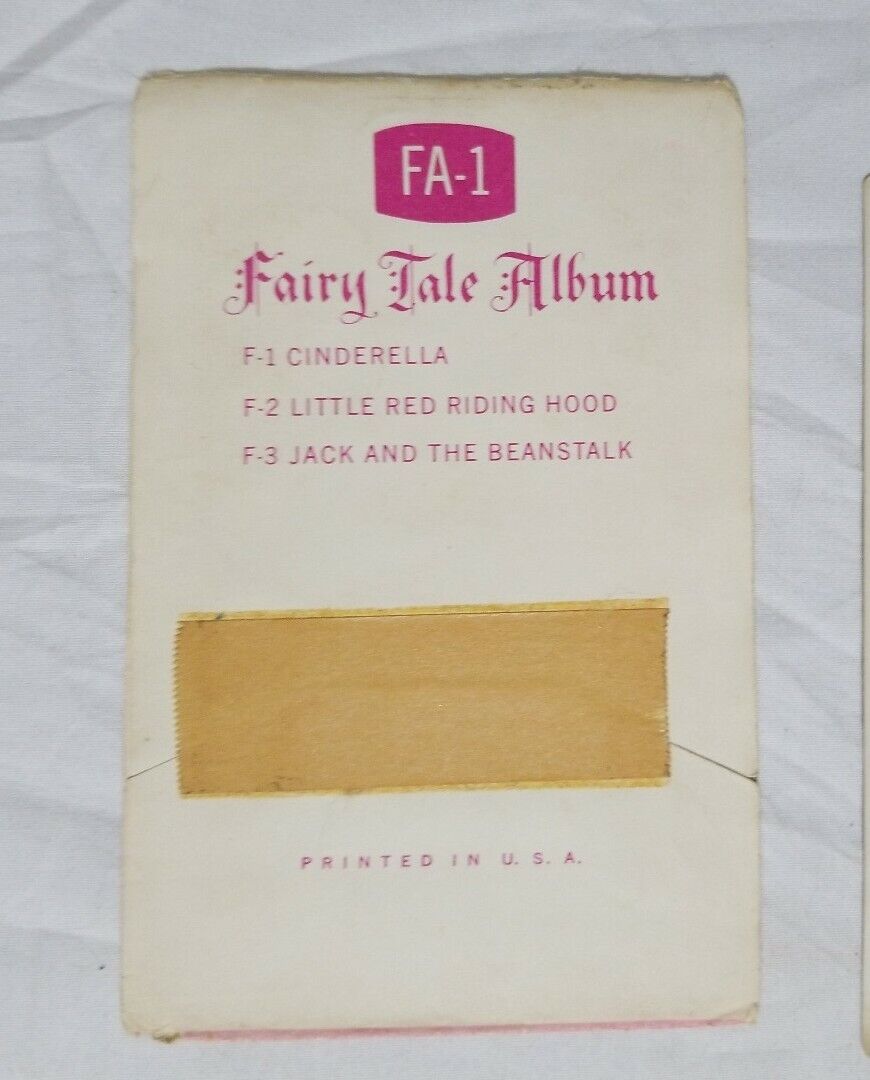 FA-1
Fairy Tale Album
F-1 CINDERELLA
F-2 LITTLE RED RIDING HOOD
F-3 JACK AND THE BEANSTALK
PRINTED IN U. S. A.